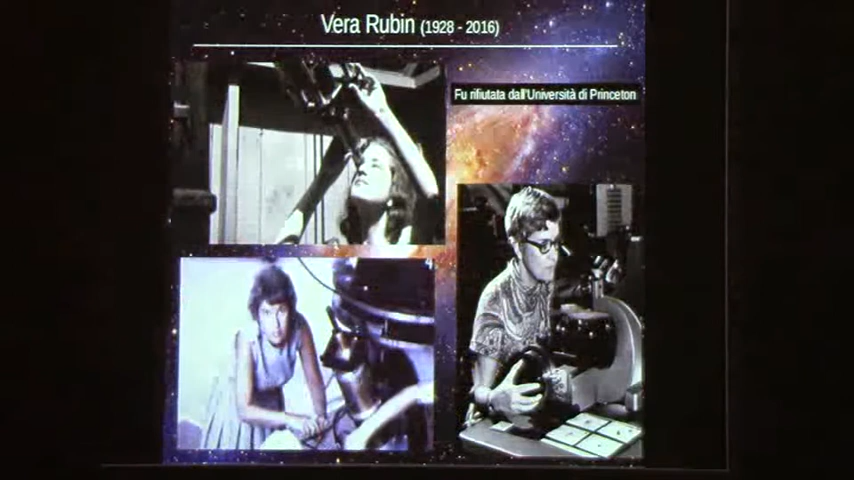 Vera Rubin (1928 - 2016)
Fu rifiutata dall'Università di Princeton